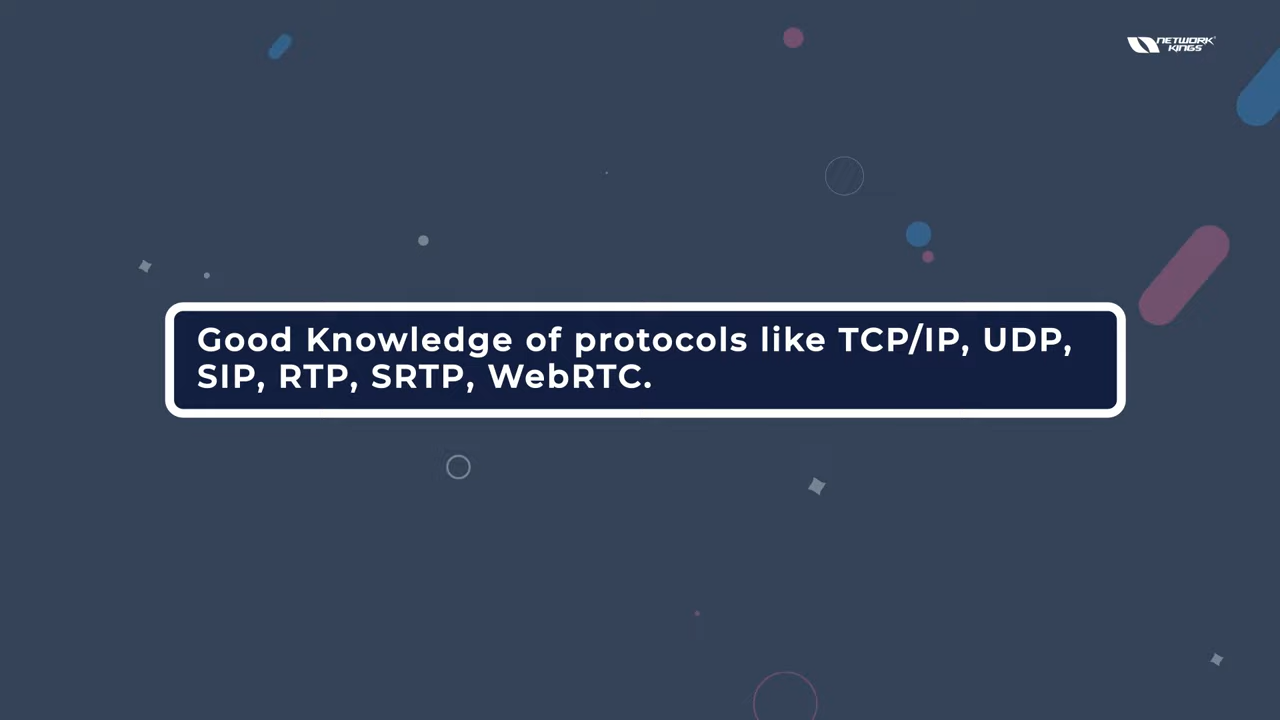 NETWORK
KINGS
Good Knowledge of protocols like TCP/IP, UDP,
SIP, RTP, SRTP, WebRTC.